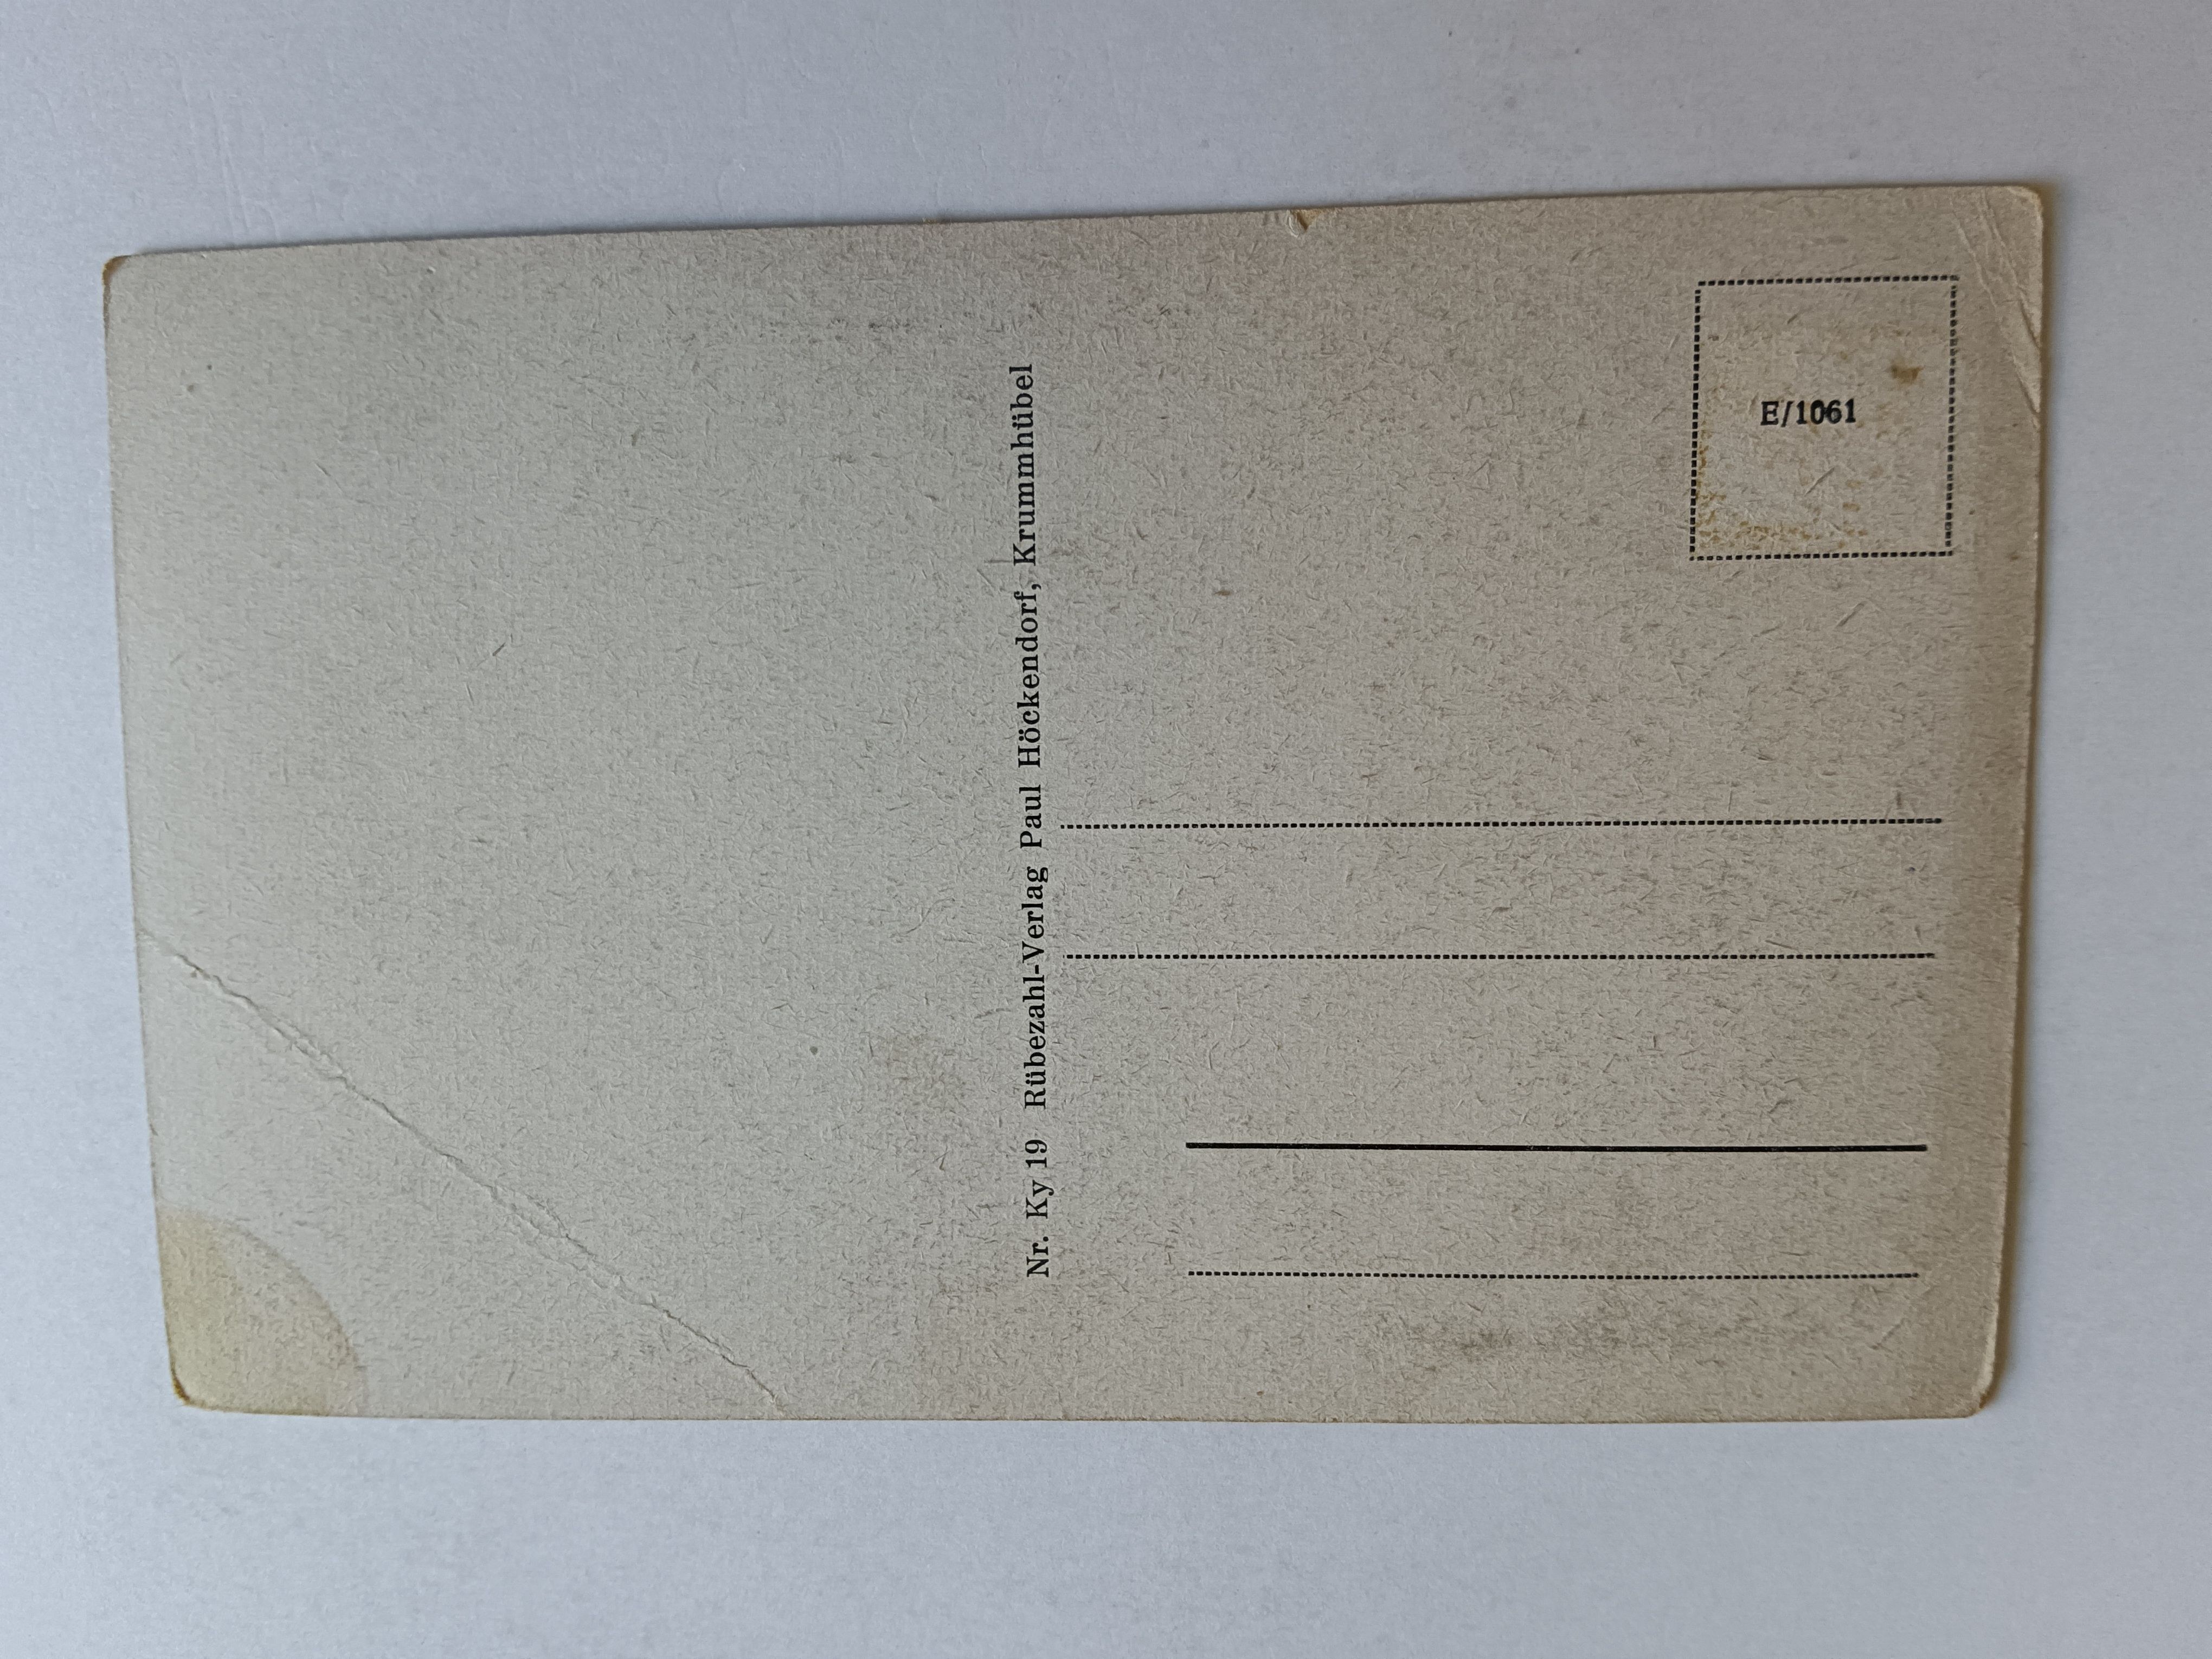 Nr. Ky 19 Rübezahl-Verlag Paul Höckendorf, Krummhübel
E/1061